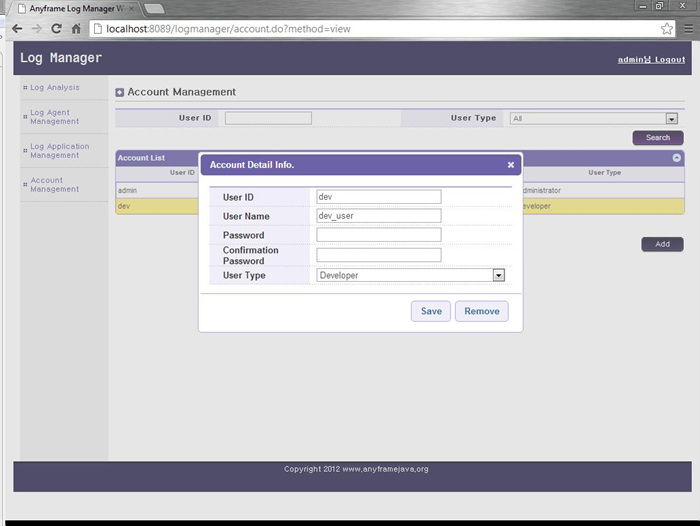 Anyframe Log Manager W
localhost:8089/logmanager/account.do?method=view
Log Manager
Logout
Log Analysis
Log Agent
Management
Log Application
Management
Account
Management
Account Management
User ID
User Type
All
Search
Account List
User ID
User Type
admin
dministrator
dev
eveloper
Add
Account Detail Info.
User ID
dev
User Name
dev_user
Password
Confirmation
Password
User Type
Developer
Save
Remove
Copyright 2012 www.anyframejava.org